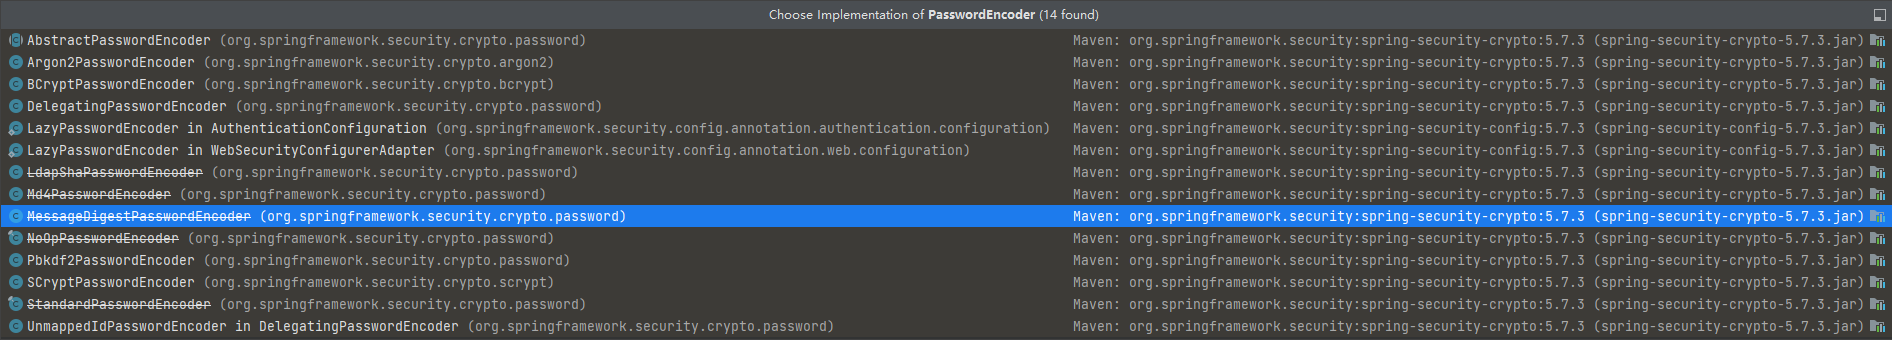 Choose Implementation of PasswordEncoder (14 found)
AbstractPasswordEncoder (org.springframework.security.crypto.password) Maven: org.springframework.security:spring-security-crypto:5.7.3 (spring-security-crypto-5.7.3.jar)
Argon2PasswordEncoder (org.springframework.security.crypto.argon2) Maven: org.springframework.security:spring-security-crypto:5.7.3 (spring-security-crypto-5.7.3.jar)
BCryptPasswordEncoder (org.springframework.security.crypto.bcrypt) Maven: org.springframework.security:spring-security-crypto:5.7.3 (spring-security-crypto-5.7.3.jar)
DelegatingPasswordEncoder (org.springframework.security.crypto.password) Maven: org.springframework.security:spring-security-crypto:5.7.3 (spring-security-crypto-5.7.3.jar)
LazyPasswordEncoder in AuthenticationConfiguration (org.springframework.security.config.annotation.authentication.configuration) Maven: org.springframework.security:spring-security-config:5.7.3 (spring-security-config-5.7.3.jar)
LazyPasswordEncoder in WebSecurityConfigurerAdapter (org.springframework.security.config.annotation.web.configuration) Maven: org.springframework.security:spring-security-config:5.7.3 (spring-security-config-5.7.3.jar)
LdapShaPasswordEncoder (org.springframework.security.crypto.password) Maven: org.springframework.security:spring-security-crypto:5.7.3 (spring-security-crypto-5.7.3.jar)
Md4PasswordEncoder (org.springframework.security.crypto.password) Maven: org.springframework.security:spring-security-crypto:5.7.3 (spring-security-crypto-5.7.3.jar)
MessageDigestPasswordEncoder (org.springframework.security.crypto.password) Maven: org.springframework.security:spring-security-crypto:5.7.3 (spring-security-crypto-5.7.3.jar)
NoOpPasswordEncoder (org.springframework.security.crypto.password) Maven: org.springframework.security:spring-security-crypto:5.7.3 (spring-security-crypto-5.7.3.jar)
Pbkdf2PasswordEncoder (org.springframework.security.crypto.password) Maven: org.springframework.security:spring-security-crypto:5.7.3 (spring-security-crypto-5.7.3.jar)
SCryptPasswordEncoder (org.springframework.security.crypto.scrypt) Maven: org.springframework.security:spring-security-crypto:5.7.3 (spring-security-crypto-5.7.3.jar)
StandardPasswordEncoder (org.springframework.security.crypto.password) Maven: org.springframework.security:spring-security-crypto:5.7.3 (spring-security-crypto-5.7.3.jar)
UnmappedIdPasswordEncoder in DelegatingPasswordEncoder (org.springframework.security.crypto.password) Maven: org.springframework.security:spring-security-crypto:5.7.3 (spring-security-crypto-5.7.3.jar)